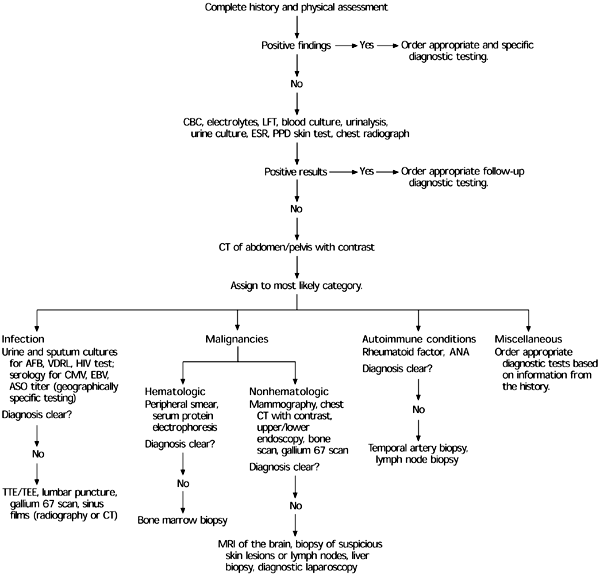 Complete history and physical assessment
Positive findings
Yes
Order appropriate and specific
diagnostic testing.
No
CBC, electrolytes, LFT, blood culture, urinalysis,
urine culture, ESR, PPD skin test, chest radiograph
Positive results
Yes
Order appropriate follow-up
diagnostic testing.
No
CT of abdomen/pelvis with contrast
Assign to most likely category.
Infection
Urine and sputum cultures
for AFB, VDRL, HIV test;
serology for CMV, EBV,
ASO titer (geographically
specific testing)
Diagnosis clear?
No
TTE/TEE, lumbar puncture,
gallium 67 scan, sinus
films (radiography or CT)
Malignancies
Hematologic
Peripheral smear,
serum protein
electrophoresis
Diagnosis clear?
No
Bone marrow biopsy
Nonhematologic
Mammography, chest
CT with contrast,
upper/lower
endoscopy, bone
scan, gallium 67 scan
Diagnosis clear?
No
MRI of the brain, biopsy of suspicious
skin lesions or lymph nodes, liver
biopsy, diagnostic laparoscopy
Autoimmune conditions
Rheumatoid factor, ANA
Diagnosis clear?
No
Temporal artery biopsy,
lymph node biopsy
Miscellaneous
Order appropriate
diagnostic tests based
on information from
the history.